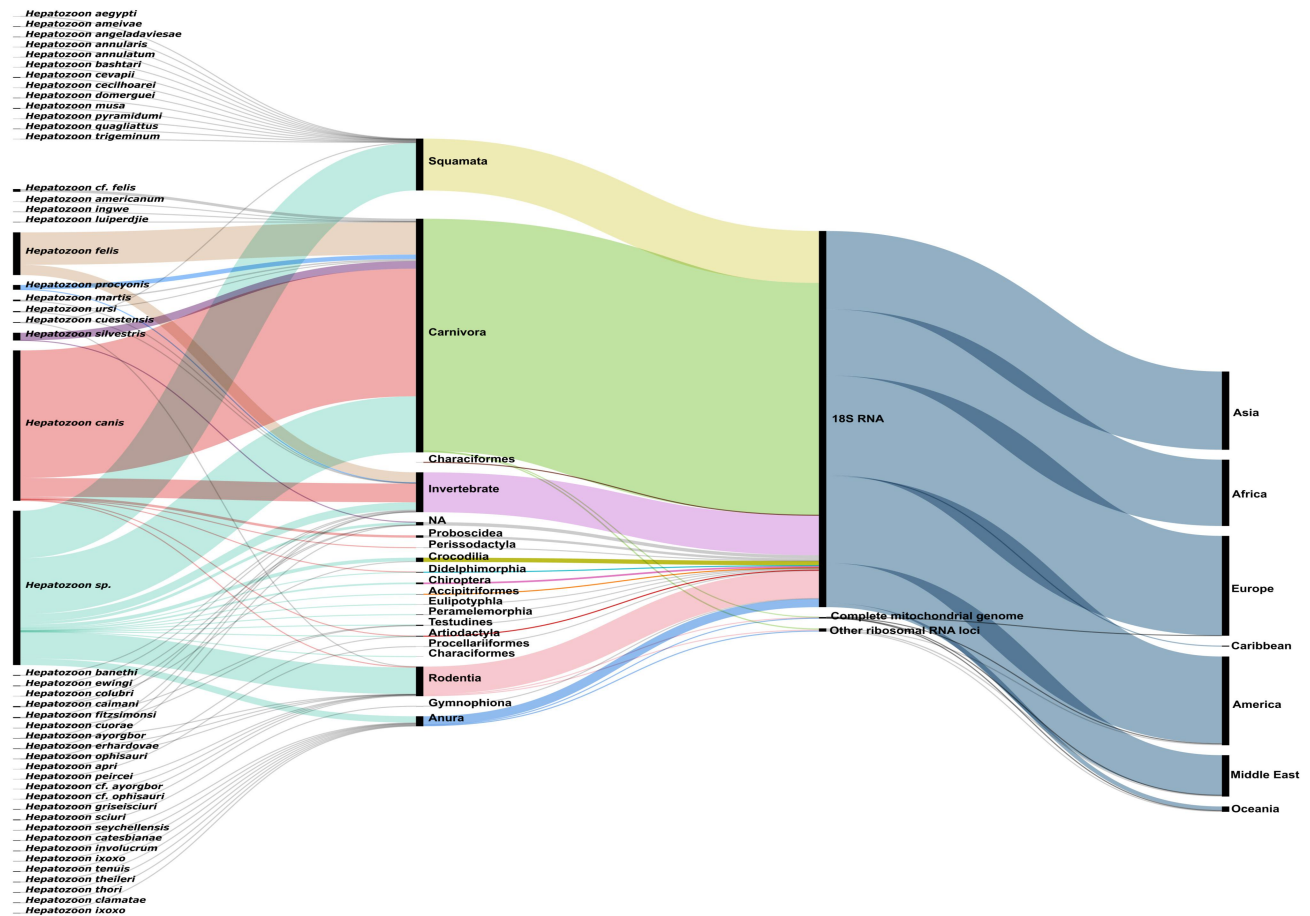 Hepatozoon aegypti
Hepatozoon ameivae
Hepatozoon angeladaviesae
Hepatozoon annularis
Hepatozoon annulatum
Hepatozoon bashtari
Hepatozoon cevapii
Hepatozoon cecilhoarei
Hepatozoon domerguei
Hepatozoon musa
Hepatozoon pyramidumi
Hepatozoon quagliattus
Hepatozoon trigeminum
Hepatozoon cf. felis
Hepatozoon americanum
Hepatozoon ingwe
Hepatozoon luiperdjie
Hepatozoon felis
Hepatozoon procyonis
Hepatozoon martis
Hepatozoon ursi
Hepatozoon cuestensis
Hepatozoon silvestris
Hepatozoon canis
Hepatozoon sp.
Hepatozoon banethi
Hepatozoon ewingi
Hepatozoon colubri
Hepatozoon caimani
Hepatozoon fitzsimonsi
Hepatozoon cuorae
Hepatozoon ayorgbor
Hepatozoon erhardovae
Hepatozoon ophisauri
Hepatozoon apri
Hepatozoon peircei
Hepatozoon cf. ayorgbor
Hepatozoon cf. ophisauri
Hepatozoon griseisciuri
Hepatozoon sciuri
Hepatozoon seychellensis
Hepatozoon catesbianae
Hepatozoon involucrum
Hepatozoon ixoxo
Hepatozoon tenuis
Hepatozoon theileri
Hepatozoon thori
Hepatozoon clamatae
Hepatozoon ixoxo
Squamata
Carnivora
Characiformes
Invertebrate
NA
Proboscidea
Perissodactyla
Crocodilia
Didelphimorphia
Chiroptera
Accipitriformes
Eulipotyphla
Peramelemorphia
Testudines
Artiodactyla
Procellariiformes
Characiformes
Rodentia
Gymnophiona
Anura
18S RNA
Complete mitochondrial genome
Other ribosomal RNA loci
Asia
Africa
Europe
Caribbean
America
Middle East
Oceania